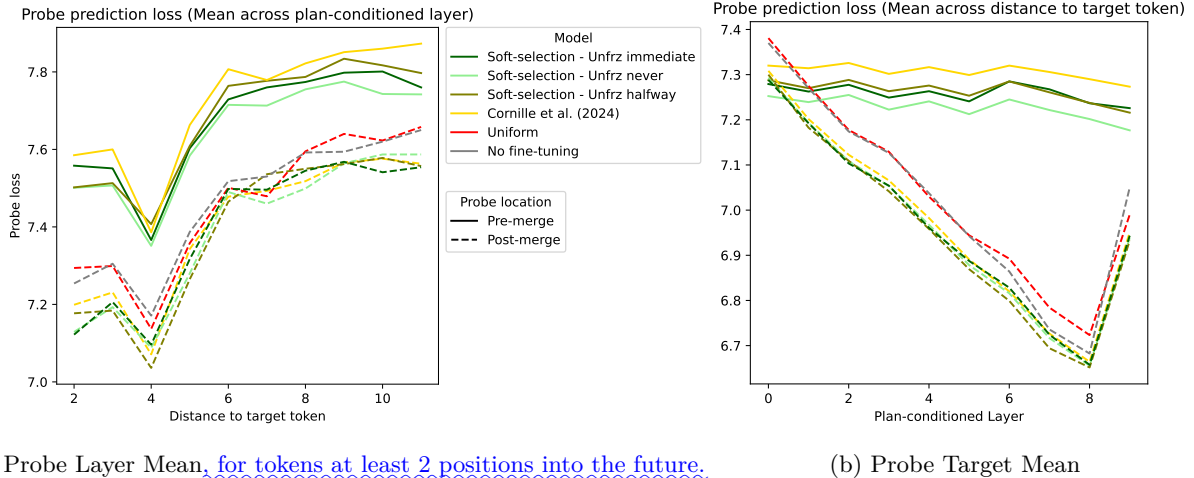 Probe prediction loss (Mean across plan-conditioned layer)
Probe loss
7.8
7.6
7.4
7.2
7.0
2
4
6
8
10
Distance to target token
Model
Soft-selection - Unfrz immediate
Soft-selection - Unfrz never
Soft-selection - Unfrz halfway
Cornille et al. (2024)
Uniform
No fine-tuning
Probe location
Pre-merge
Post-merge
Probe prediction loss (Mean across distance to target token)
7.4
7.3
7.2
7.1
7.0
6.9
6.8
6.7
0
2
4
6
8
Plan-conditioned Layer
Probe Layer Mean, for tokens at least 2 positions into the future.
(b) Probe Target Mean